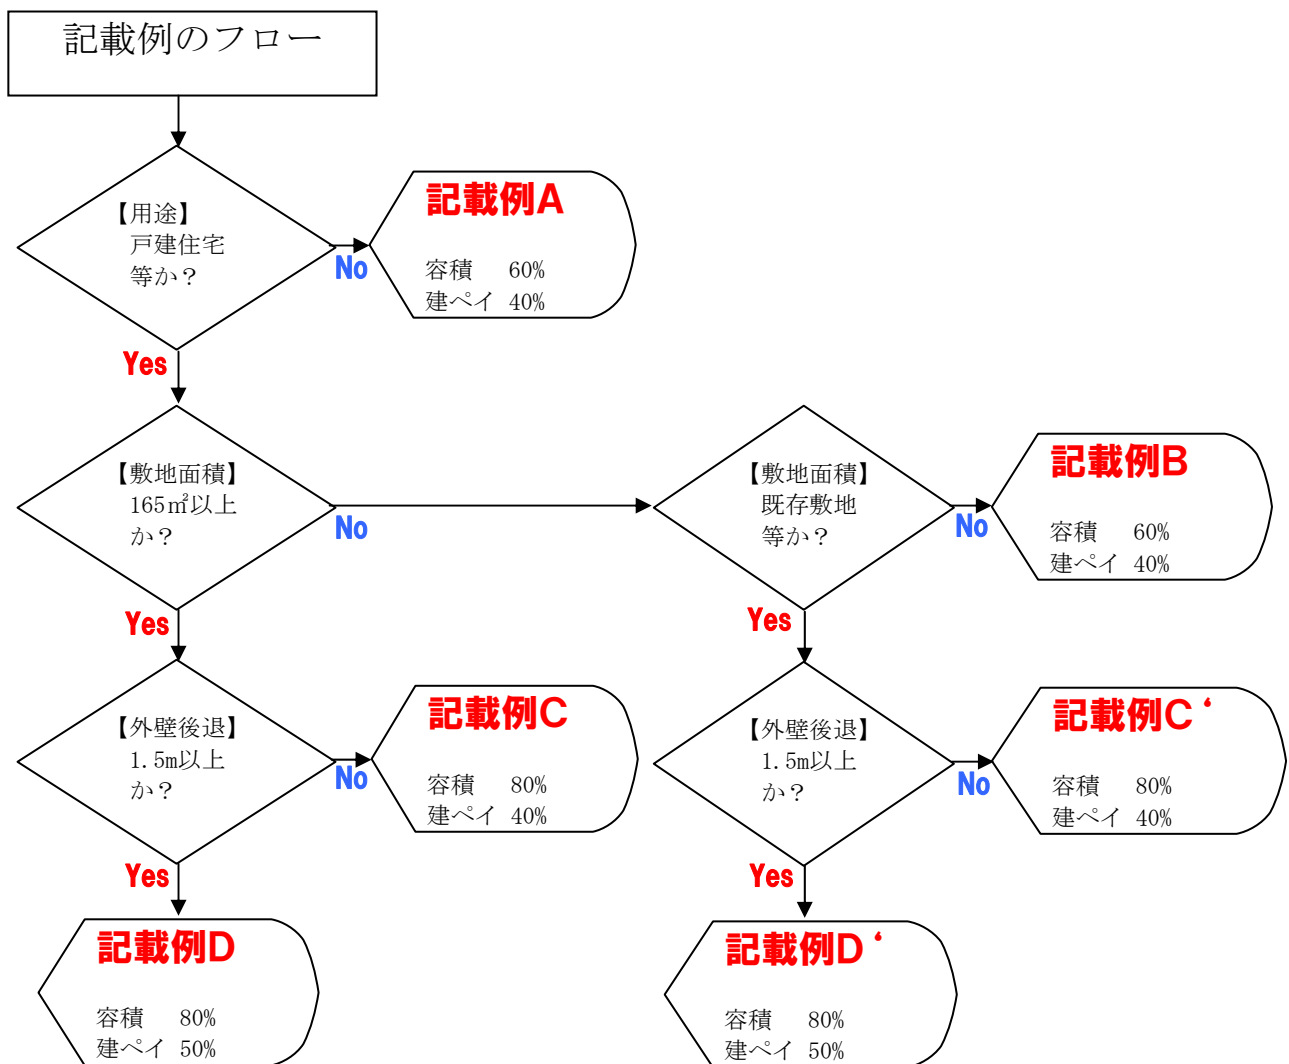 記載例のフロー
【用途】
戸建住宅
等か？
No
記載例A
容積 60%
建ペイ 40%
Yes
【敷地面積】
165㎡以上
か？
No
【敷地面積】
既存敷地
等か？
No
記載例B
容積 60%
建ペイ 40%
Yes
Yes
【外壁後退】
1.5m以上
か？
No
記載例C
容積 80%
建ペイ 40%
【外壁後退】
1.5m以上
か？
No
記載例C‘
容積 80%
建ペイ 40%
Yes
Yes
記載例D
容積 80%
建ペイ 50%
記載例D‘
容積 80%
建ペイ 50%